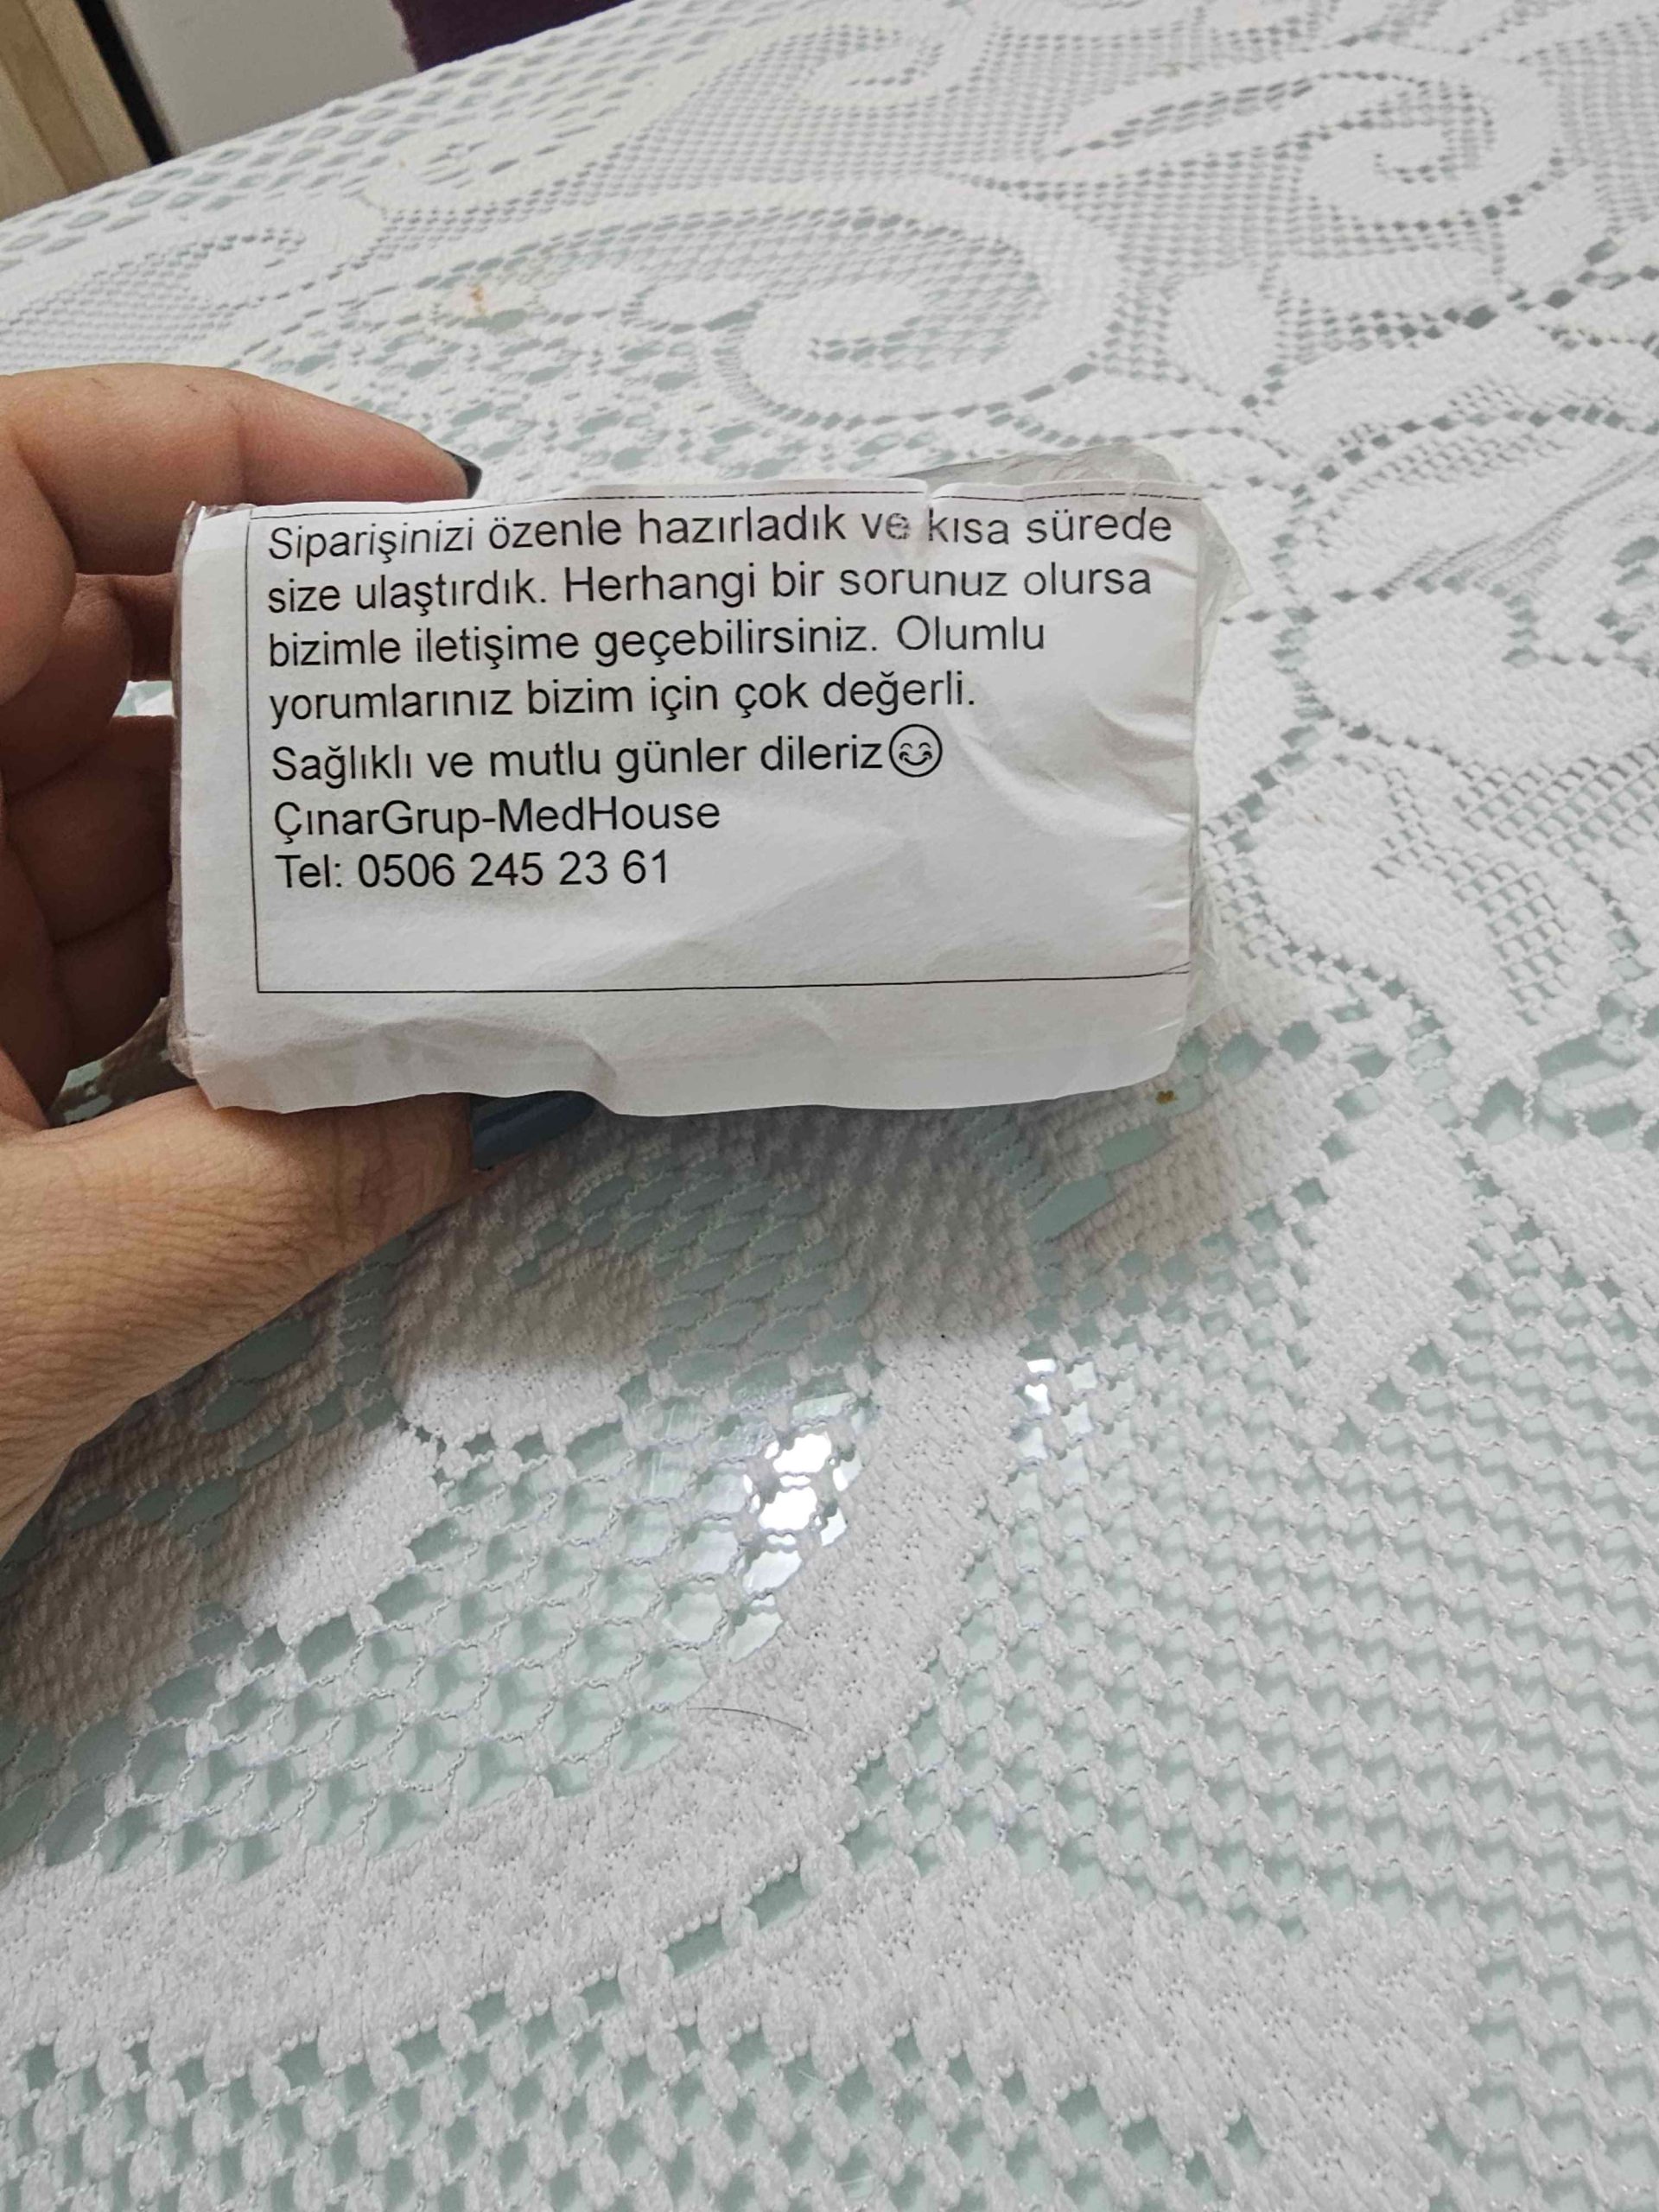 Siparişinizi özenle hazırladık ve kısa sürede
size ulaştırdık. Herhangi bir sorunuz olursa
bizimle iletişime geçebilirsiniz. Olumlu
yorumlarınız bizim için çok değerli.
Sağlıklı ve mutlu günler dileriz😊
ÇınarGrup-MedHouse
Tel: 0506 245 23 61